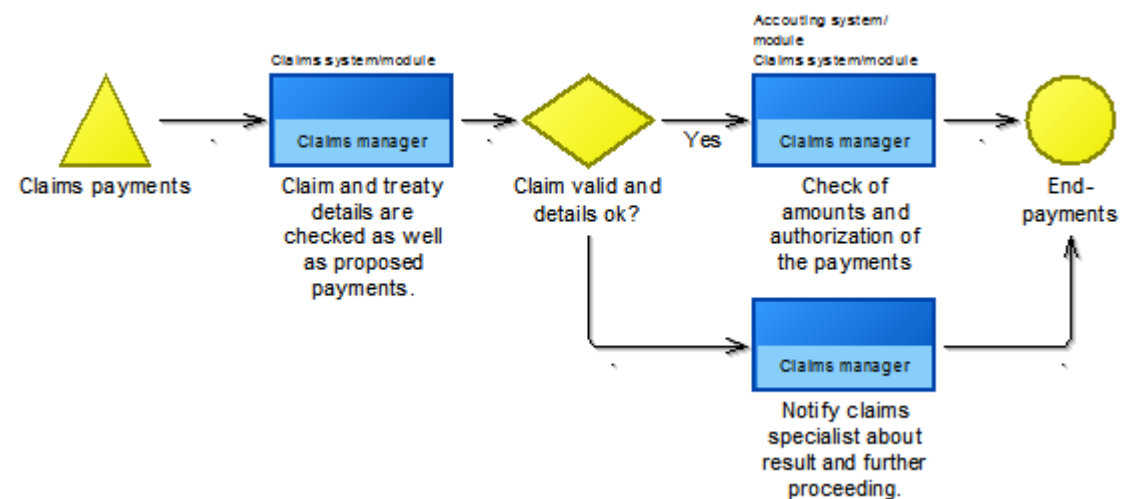 Claims payments
Claims system/module
Claims manager
Claim and treaty
details are
checked as well
as proposed
payments.
Claim valid and
details ok?
Yes
Accouting system/
module
Claims system/module
Claims manager
Check of
amounts and
authorization of
the payments
End-
payments
Claims manager
Notify claims
specialist about
result and further
proceeding.